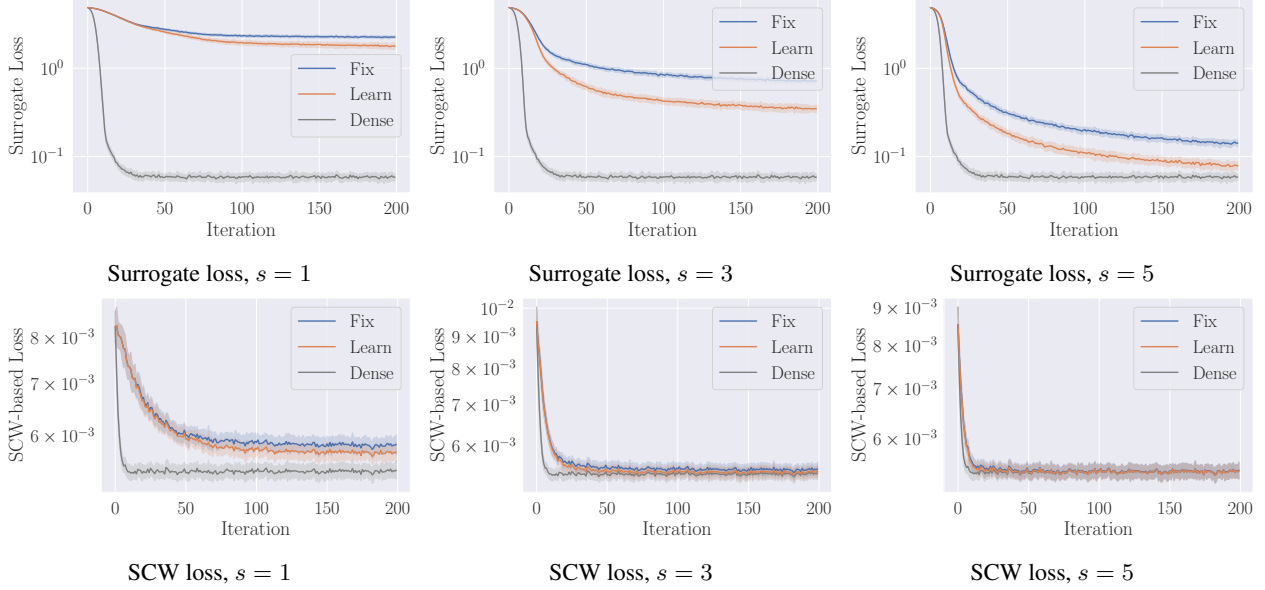 Surrogate Loss
10^0
10^{-1}
0 50 100 150 200
Iteration
Fix
Learn
Dense
Surrogate loss, s = 1
Surrogate Loss
10^0
10^{-1}
0 50 100 150 200
Iteration
Fix
Learn
Dense
Surrogate loss, s = 3
Surrogate Loss
10^0
10^{-1}
0 50 100 150 200
Iteration
Fix
Learn
Dense
Surrogate loss, s = 5
SCW-based Loss
8 × 10^{-3}
7 × 10^{-3}
6 × 10^{-3}
0 50 100 150 200
Iteration
Fix
Learn
Dense
SCW loss, s = 1
SCW-based Loss
10^{-2}
9 × 10^{-3}
8 × 10^{-3}
7 × 10^{-3}
6 × 10^{-3}
0 50 100 150 200
Iteration
Fix
Learn
Dense
SCW loss, s = 3
SCW-based Loss
9 × 10^{-3}
8 × 10^{-3}
7 × 10^{-3}
6 × 10^{-3}
0 50 100 150 200
Iteration
Fix
Learn
Dense
SCW loss, s = 5